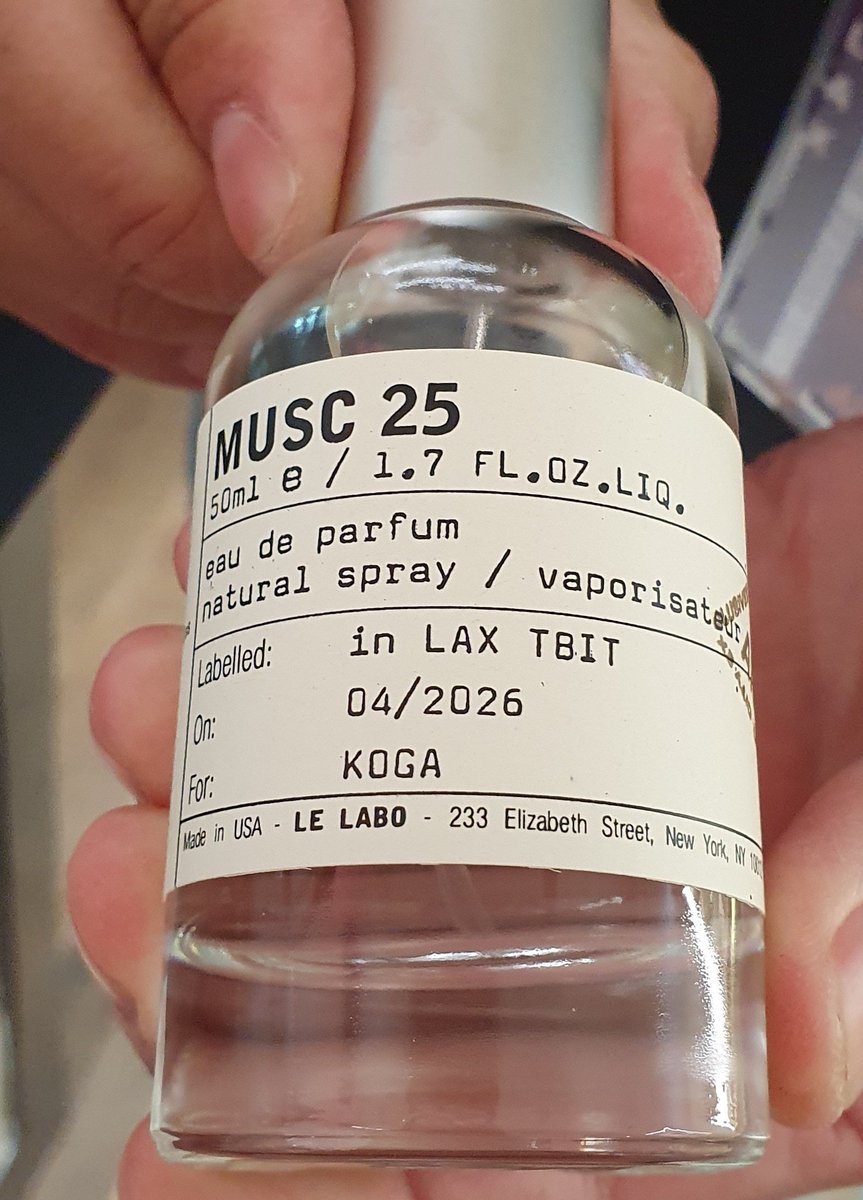 MUSC 25
50ml e / 1.7 FL.OZ.LIQ.
eau de parfum
natural spray / vaporisateur
Labelled: in LAX TBIT
On: 04/2026
For: KOGA
Made in USA - LE LABO - 233 Elizabeth Street, New York, NY